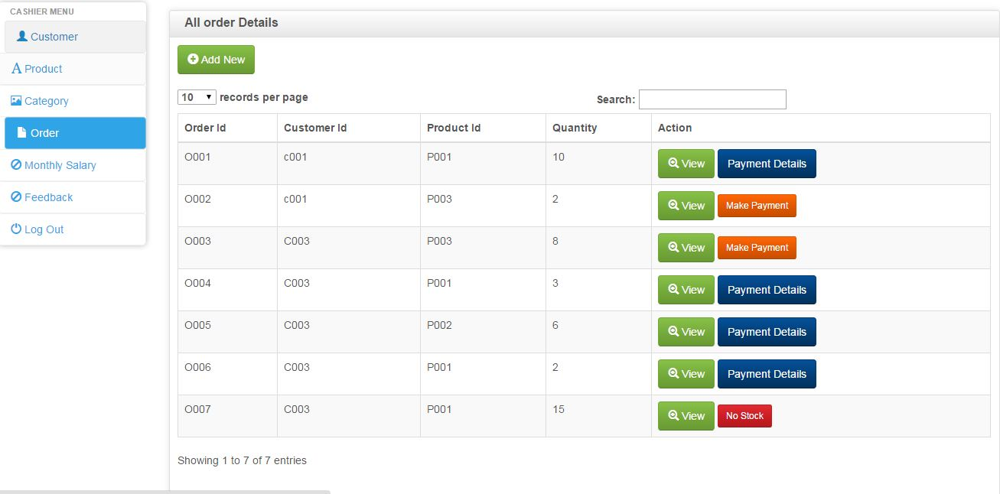 CASHIER MENU
Customer
Product
Category
Order
Monthly Salary
Feedback
Log Out
All order Details
Add New
10 records per page
Search:
Order Id Customer Id Product Id Quantity Action
O001 c001 P001 10 View Payment Details
O002 c001 P003 2 View Make Payment
O003 C003 P003 8 View Make Payment
O004 C003 P001 3 View Payment Details
O005 C003 P002 6 View Payment Details
O006 C003 P001 2 View Payment Details
O007 C003 P001 15 View No Stock
Showing 1 to 7 of 7 entries